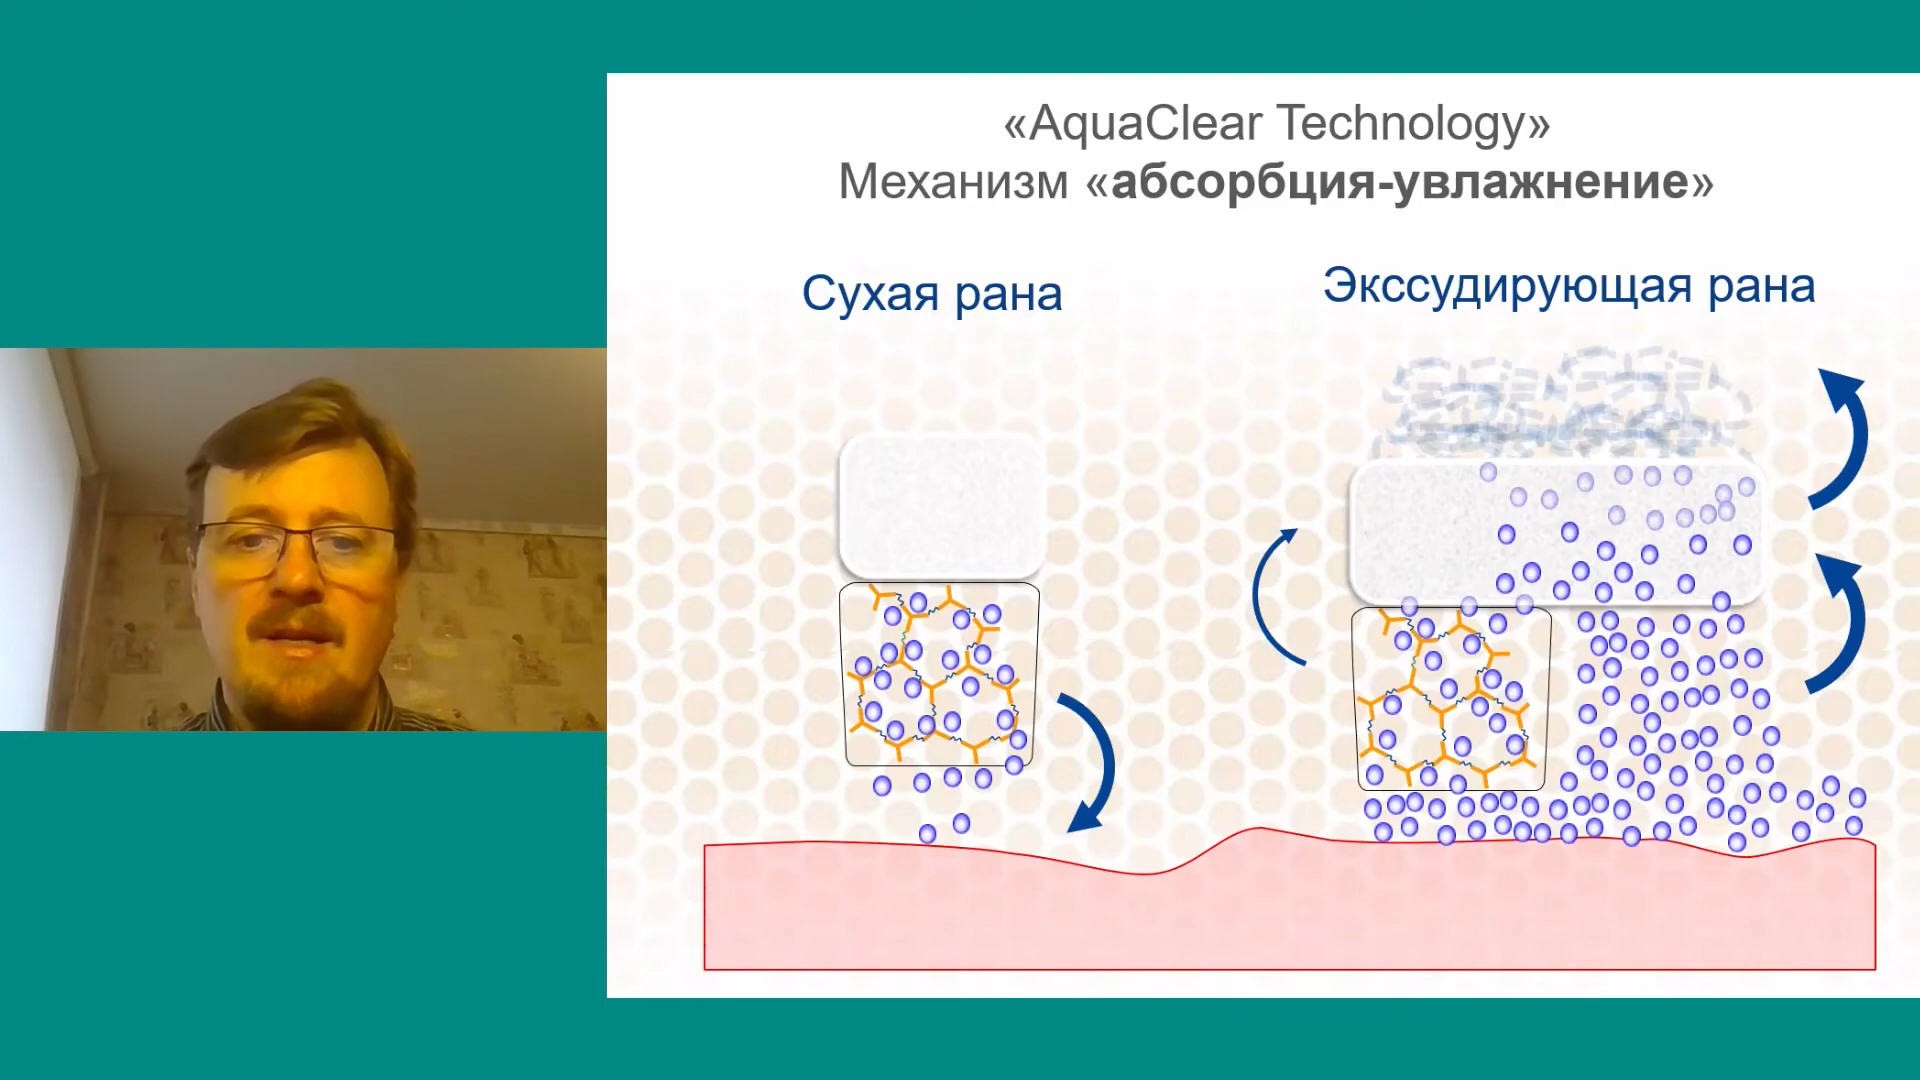 «AquaClear Technology»
Механизм «абсорбция-увлажнение»
Сухая рана
Экссудирующая рана